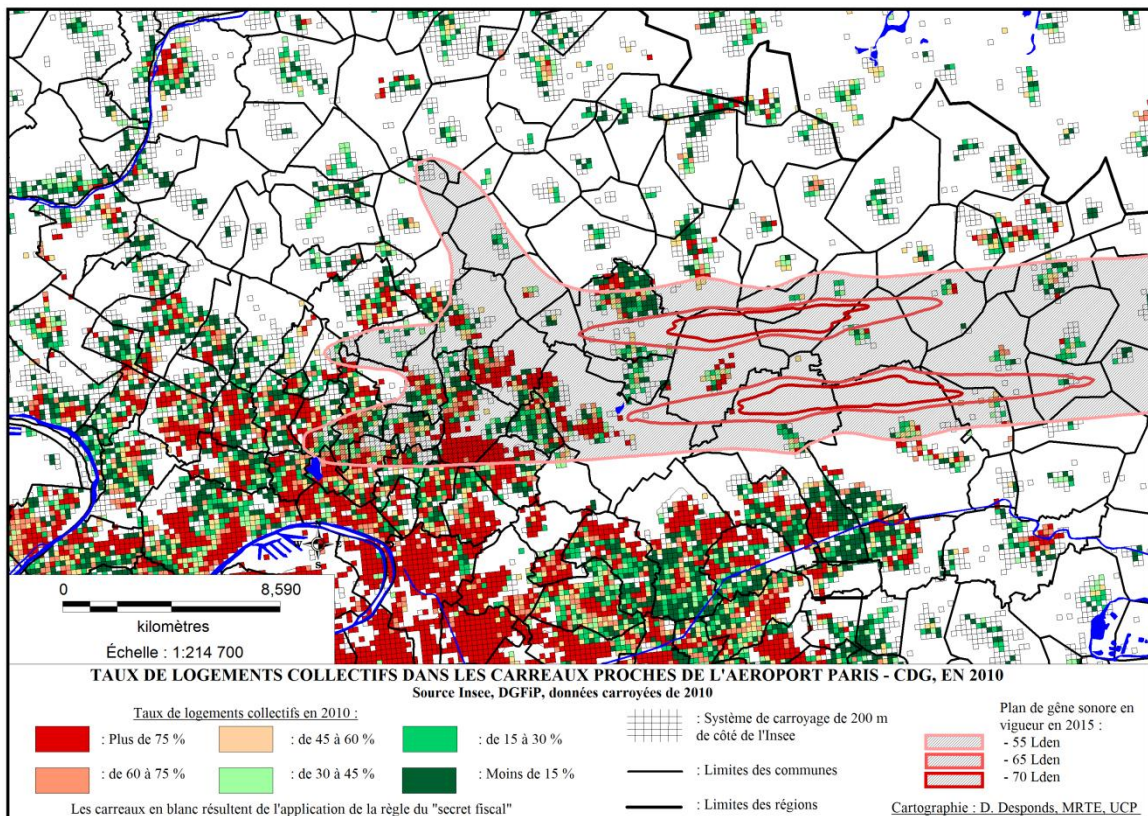 0 8,590
kilomètres
Échelle : 1:214 700
TAUX DE LOGEMENTS COLLECTIFS DANS LES CARREAUX PROCHES DE L'AEROPORT PARIS - CDG, EN 2010
Source Insee, DGFiP, données carroyées de 2010
Taux de logements collectifs en 2010 :
: Plus de 75 %
: de 45 à 60 %
: de 15 à 30 %
: de 60 à 75 %
: de 30 à 45 %
: Moins de 15 %
Les carreaux en blanc résultent de l'application de la règle du "secret fiscal"
: Système de carroyage de 200 m
de côté de l'Insee
: Limites des communes
: Limites des régions
Plan de gêne sonore en
vigueur en 2015 :
- 55 Lden
- 65 Lden
- 70 Lden
Cartographie : D. Desponds, MRTE, UCP